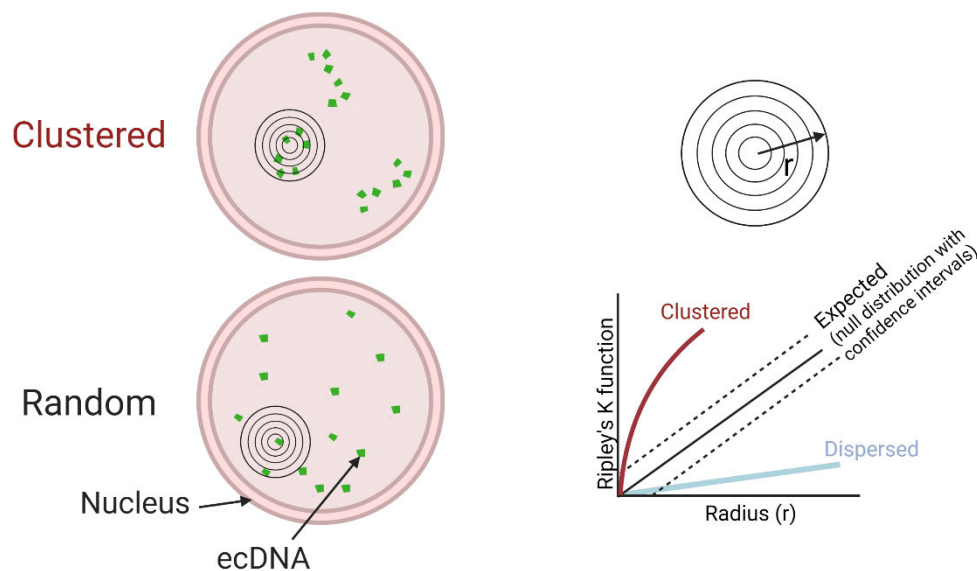 Clustered
r
Random
Nucleus
ecDNA
Ripley's K function
Clustered
Expected
(null distribution with
confidence intervals)
Dispersed
Radius (r)